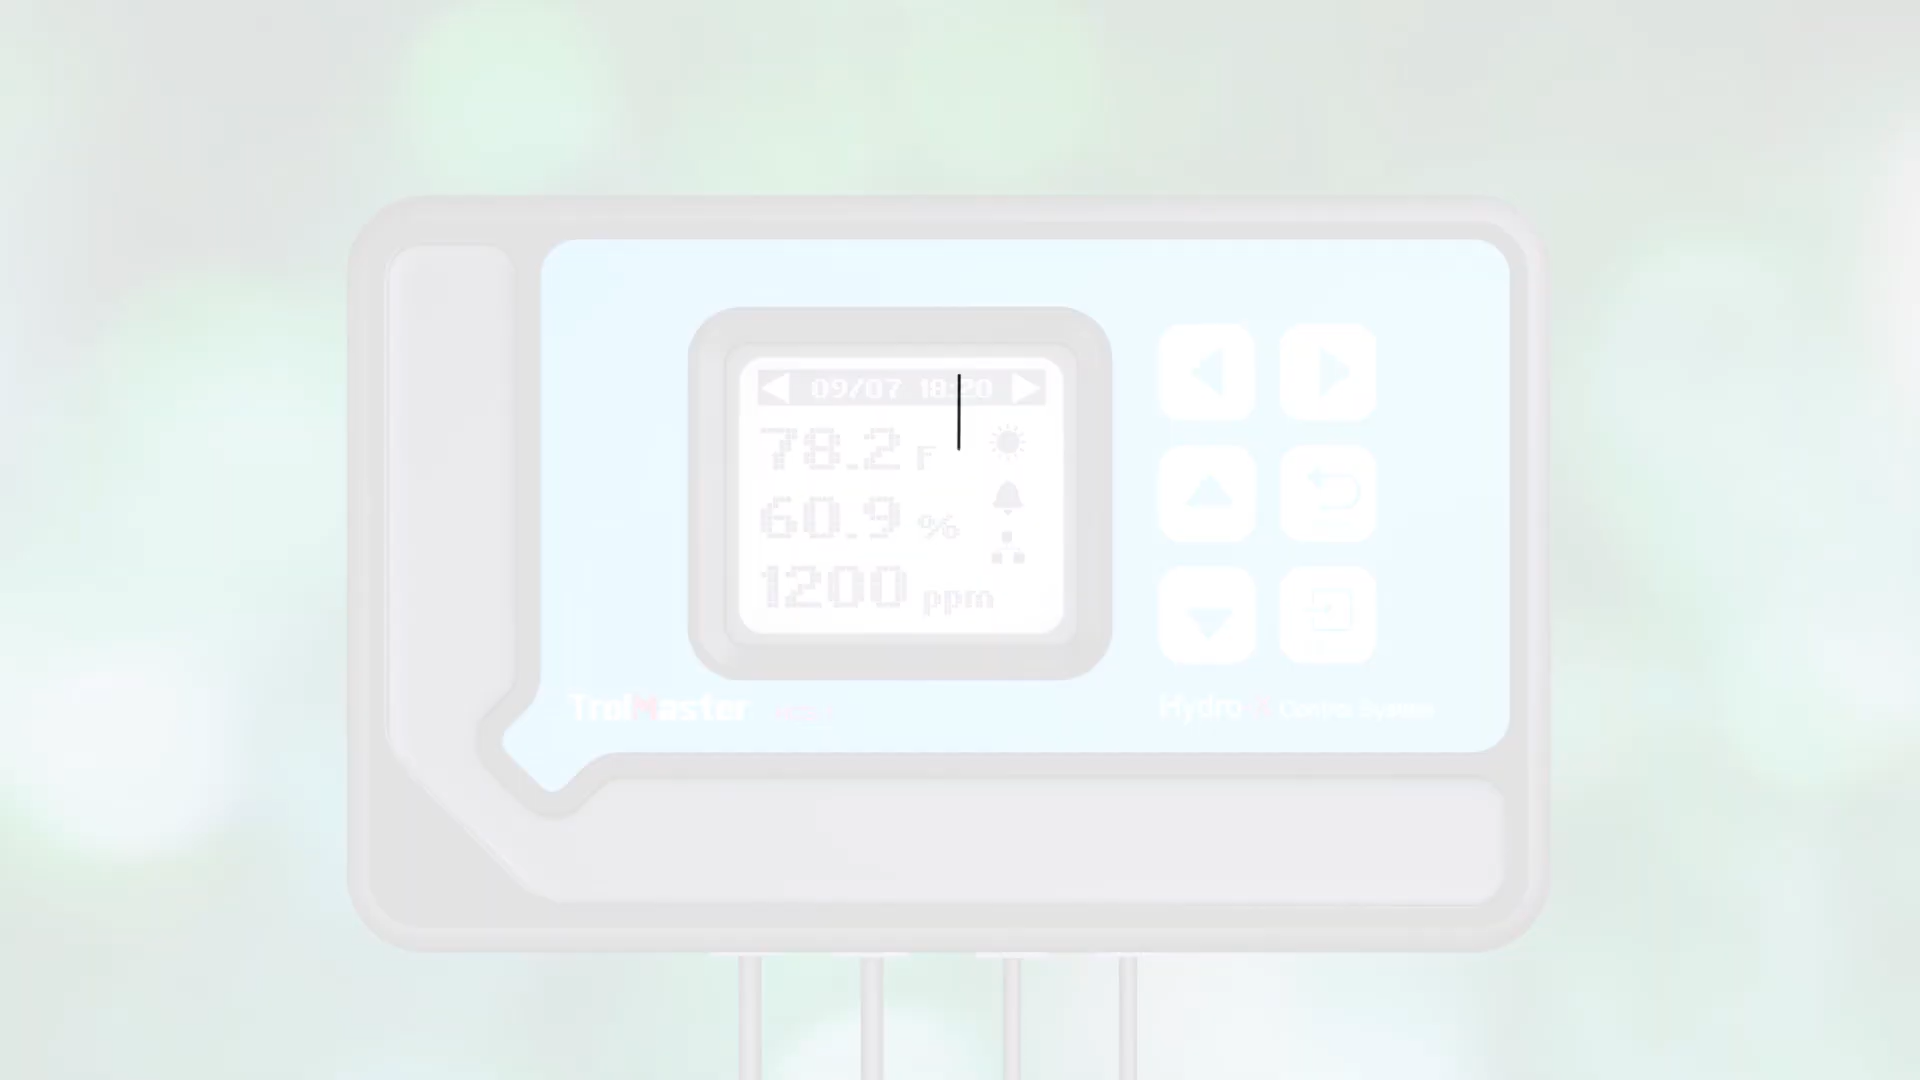 09/07 18:20
78.2 F
60.9 %
1200 ppm
TrolMaster
Hydro-X Control System